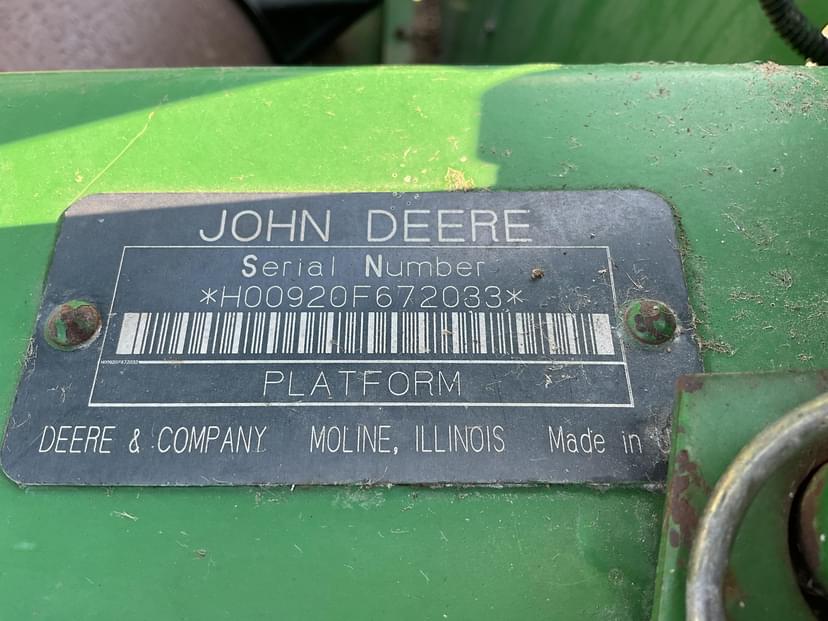 JOHN DEERE
Serial Number
*H00920F672033*
PLATFORM
DEERE & COMPANY MOLINE, ILLINOIS Made in